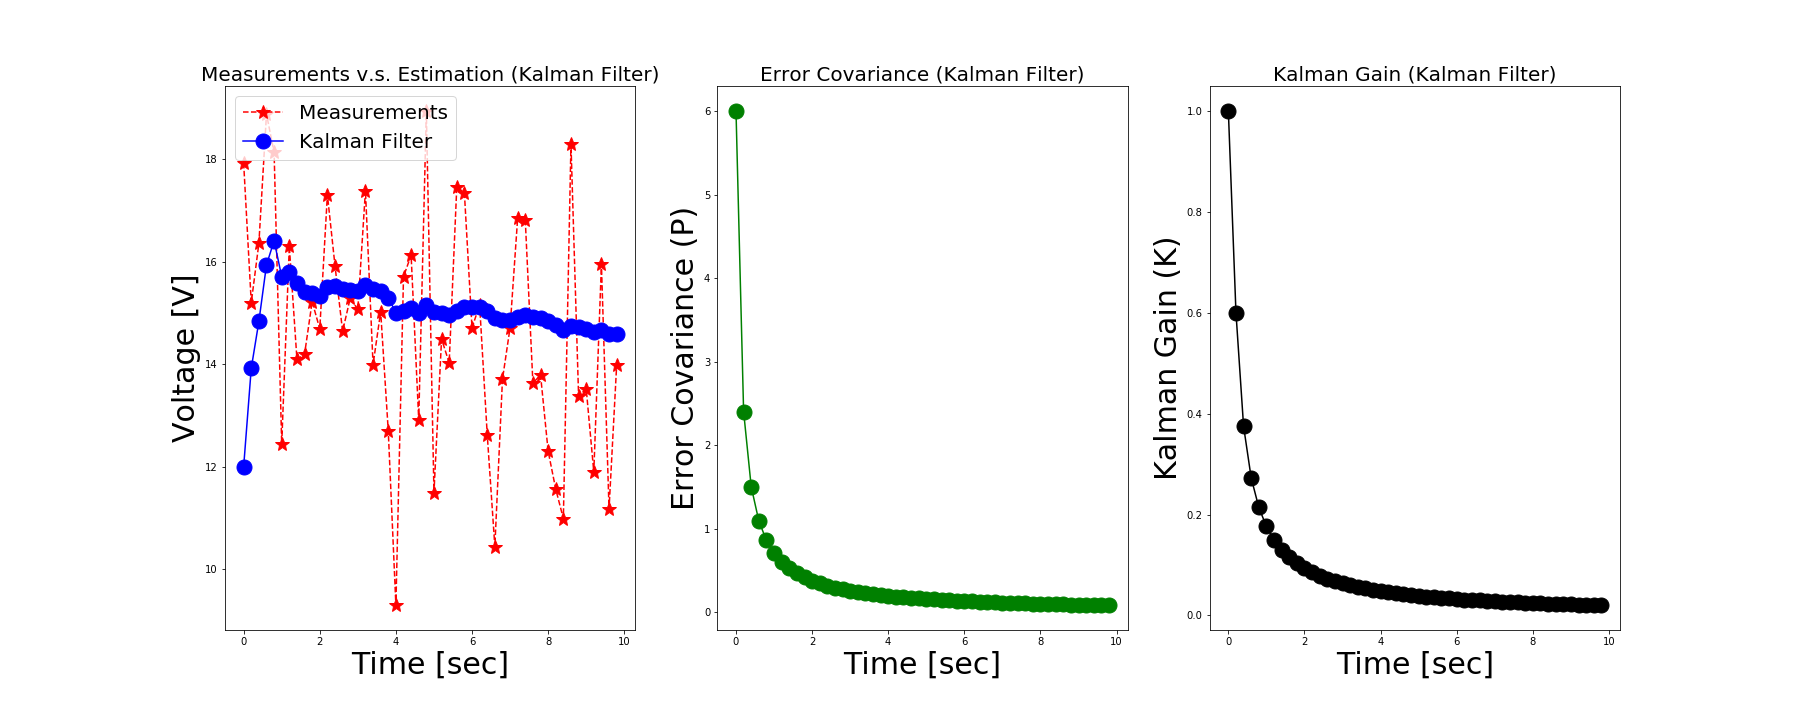 Measurements v.s. Estimation (Kalman Filter)
Measurements
Kalman Filter
Voltage [V]
18
16
14
12
10
0 2 4 6 8 10
Time [sec]
Error Covariance (Kalman Filter)
Error Covariance (P)
6
5
4
3
2
1
0
0 2 4 6 8 10
Time [sec]
Kalman Gain (Kalman Filter)
Kalman Gain (K)
1.0
0.8
0.6
0.4
0.2
0.0
0 2 4 6 8 10
Time [sec]